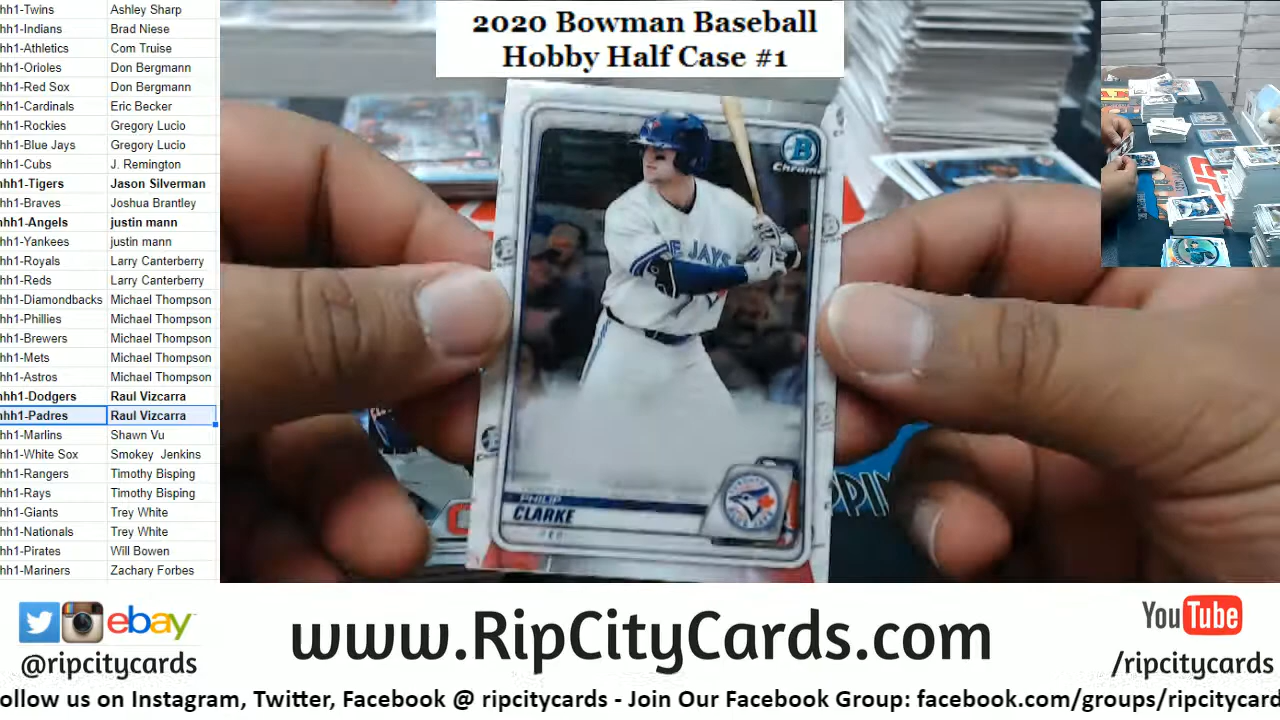 hh1-Twins Ashley Sharp
hh1-Indians Brad Niese
hh1-Athletics Com Truise
hh1-Orioles Don Bergmann
hh1-Red Sox Don Bergmann
hh1-Cardinals Eric Becker
hh1-Rockies Gregory Lucio
hh1-Blue Jays Gregory Lucio
hh1-Cubs J. Remington
hh1-Tigers Jason Silverman
hh1-Braves Joshua Brantley
hh1-Angels justin mann
hh1-Yankees justin mann
hh1-Royals Larry Canterberry
hh1-Reds Larry Canterberry
hh1-Diamondbacks Michael Thompson
hh1-Phillies Michael Thompson
hh1-Brewers Michael Thompson
hh1-Mets Michael Thompson
hh1-Astros Michael Thompson
hh1-Dodgers Raul Vizcarra
hh1-Padres Raul Vizcarra
hh1-Marlins Shawn Vu
hh1-White Sox Smokey Jenkins
hh1-Rangers Timothy Bisping
hh1-Rays Timothy Bisping
hh1-Giants Trey White
hh1-Nationals Trey White
hh1-Pirates Will Bowen
hh1-Mariners Zachary Forbes
2020 Bowman Baseball
Hobby Half Case #1
B
Chrome
E JAYS
PHILIP
CLARKE
ebay
@ripcitycards
www.RipCityCards.com
YouTube
/ripcitycards
ollow us on Instagram, Twitter, Facebook @ ripcitycards - Join Our Facebook Group: facebook.com/groups/ripcitycard